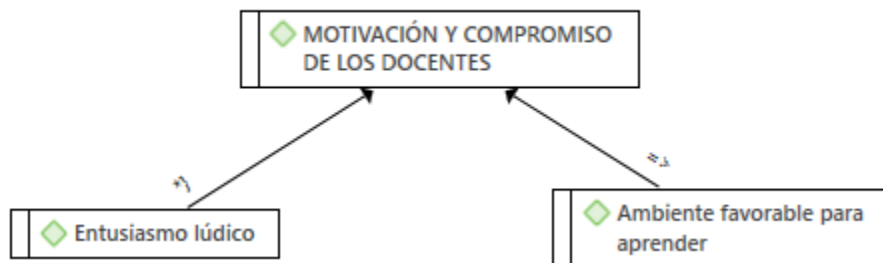 MOTIVACIÓN Y COMPROMISO
DE LOS DOCENTES
*}
=>
Entusiasmo lúdico
Ambiente favorable para
aprender